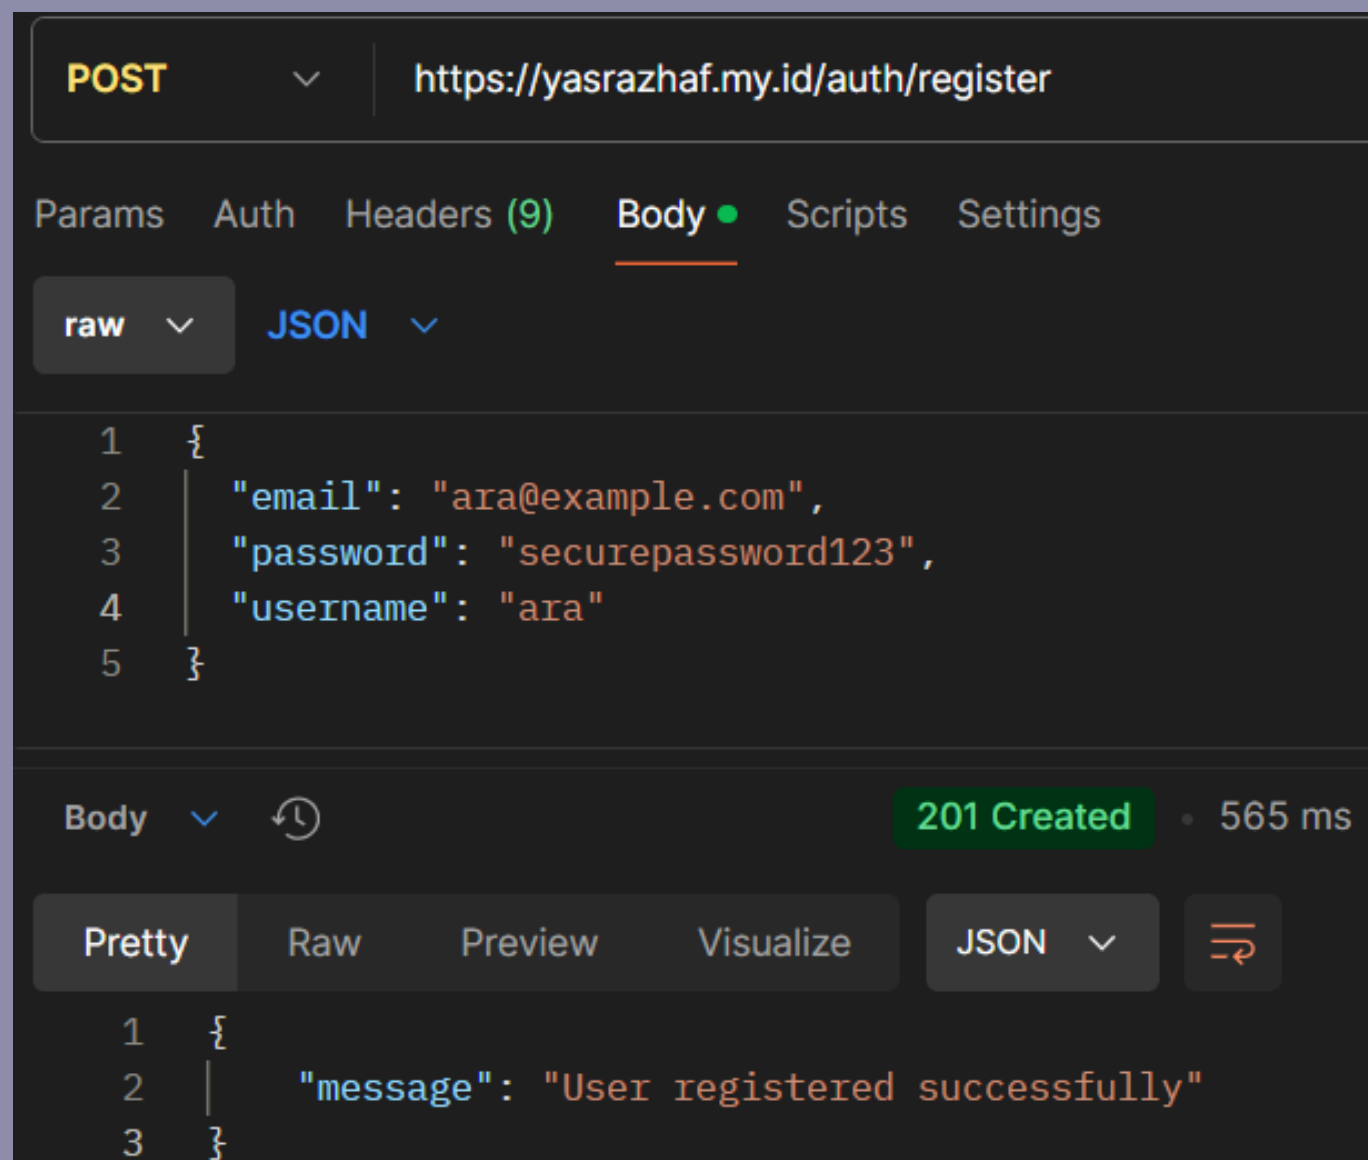 POST https://yasrazhaf.my.id/auth/register
Params Auth Headers (9) Body Scripts Settings
raw JSON
1 {
2 "email": "ara@example.com",
3 "password": "securepassword123",
4 "username": "ara"
5 }
Body 201 Created • 565 ms
Pretty Raw Preview Visualize JSON
1 {
2 "message": "User registered successfully"
3 }